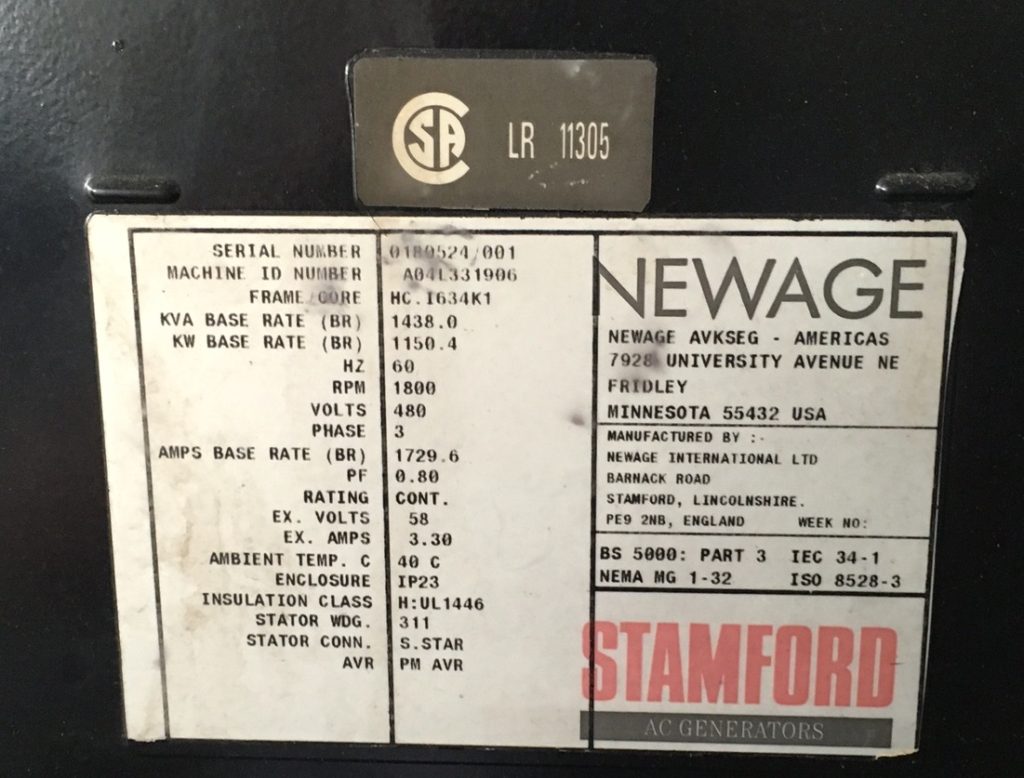 CSA LR 11305
SERIAL NUMBER 0180524/001
MACHINE ID NUMBER A04L331906
FRAME/CORE HC.I634K1
KVA BASE RATE (BR) 1438.0
KW BASE RATE (BR) 1150.4
HZ 60
RPM 1800
VOLTS 480
PHASE 3
AMPS BASE RATE (BR) 1729.6
PF 0.80
RATING CONT.
EX. VOLTS 58
EX. AMPS 3.30
AMBIENT TEMP. C 40 C
ENCLOSURE IP23
INSULATION CLASS H:UL1446
STATOR WDG. 311
STATOR CONN. S.STAR
AVR PM AVR
NEWAGE
NEWAGE AVKSEG - AMERICAS
7928 UNIVERSITY AVENUE NE
FRIDLEY
MINNESOTA 55432 USA
MANUFACTURED BY :-
NEWAGE INTERNATIONAL LTD
BARNACK ROAD
STAMFORD, LINCOLNSHIRE.
PE9 2NB, ENGLAND WEEK NO:
BS 5000: PART 3 IEC 34-1
NEMA MG 1-32 ISO 8528-3
STAMFORD
AC GENERATORS